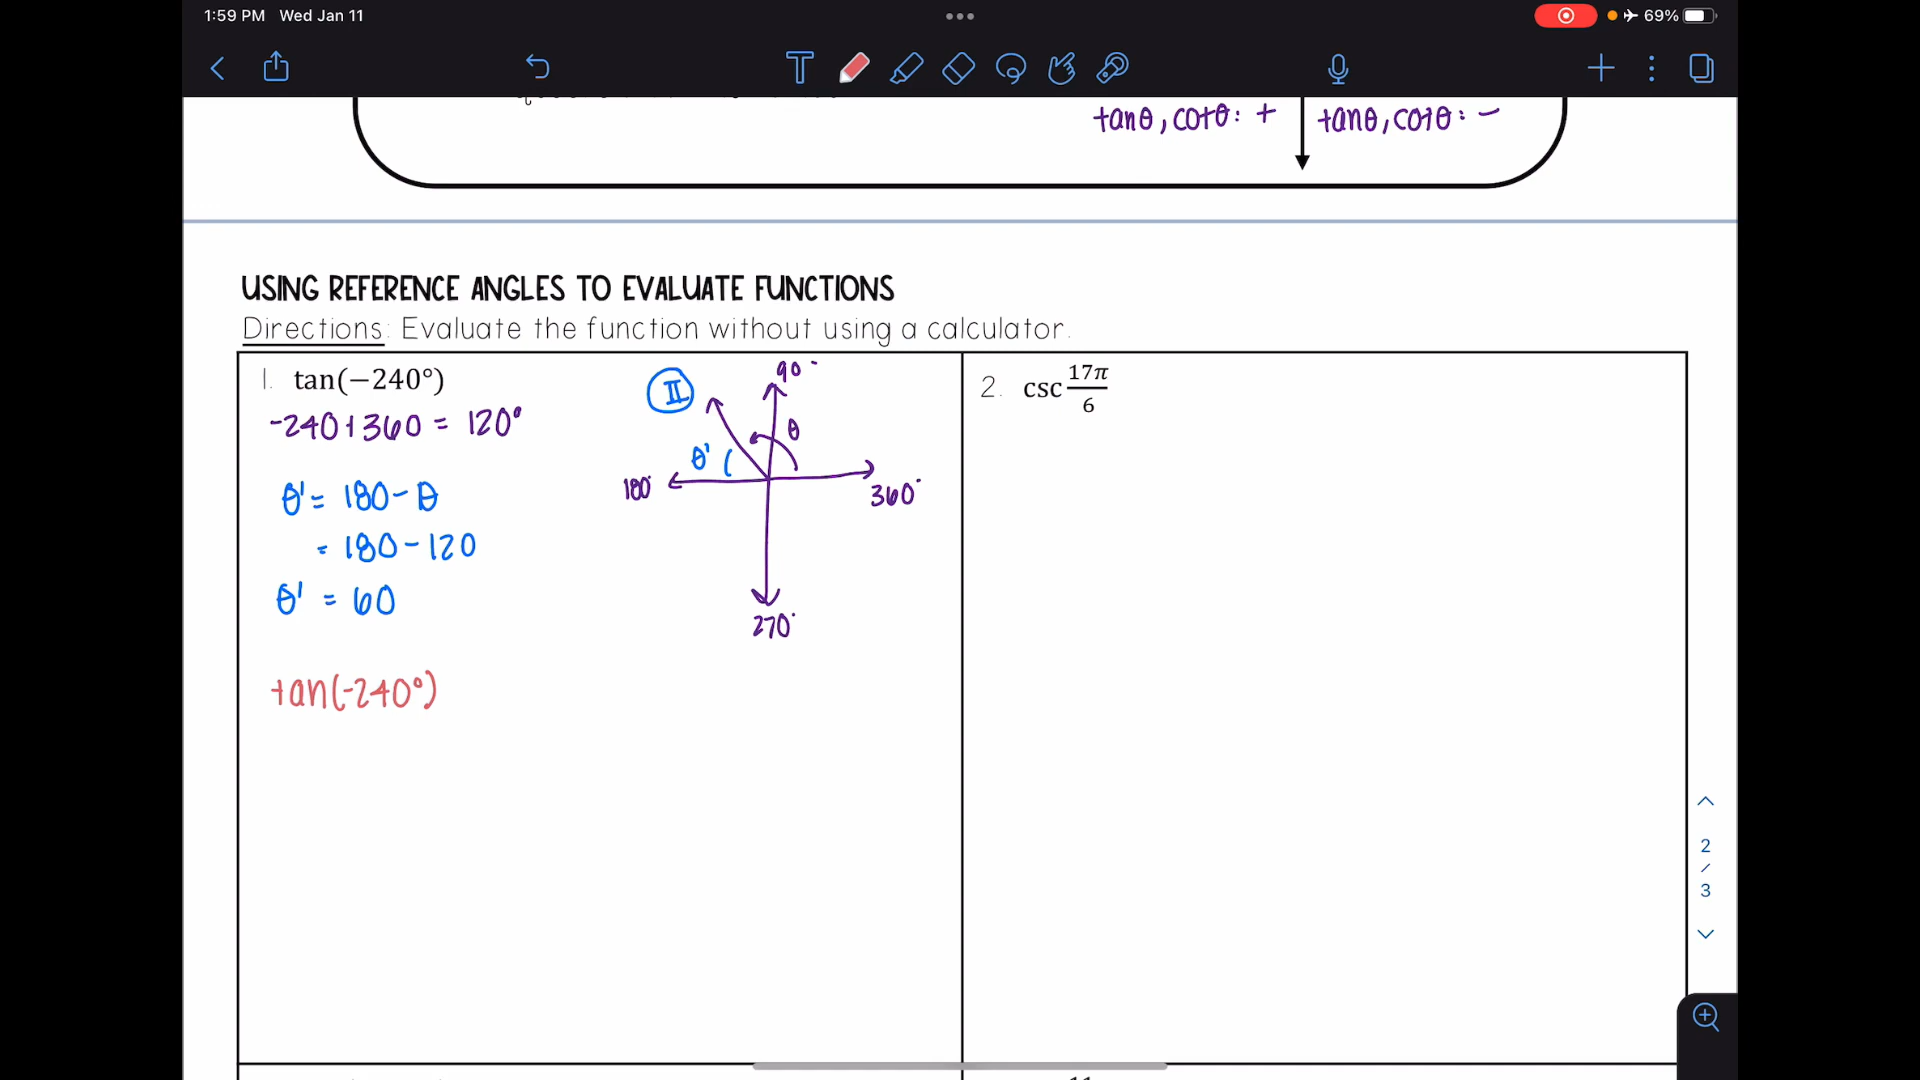 1:59 PM Wed Jan 11
69%
tanθ, cotθ: + tanθ, cotθ: −
USING REFERENCE ANGLES TO EVALUATE FUNCTIONS
Directions: Evaluate the function without using a calculator.
1. tan(−240°)
-240+360 = 120°
θ' = 180 - θ
= 180 - 120
θ' = 60
tan(-240°)
II
90°
θ
θ'
180°
360°
270°
2. csc 17π/6
2
/
3